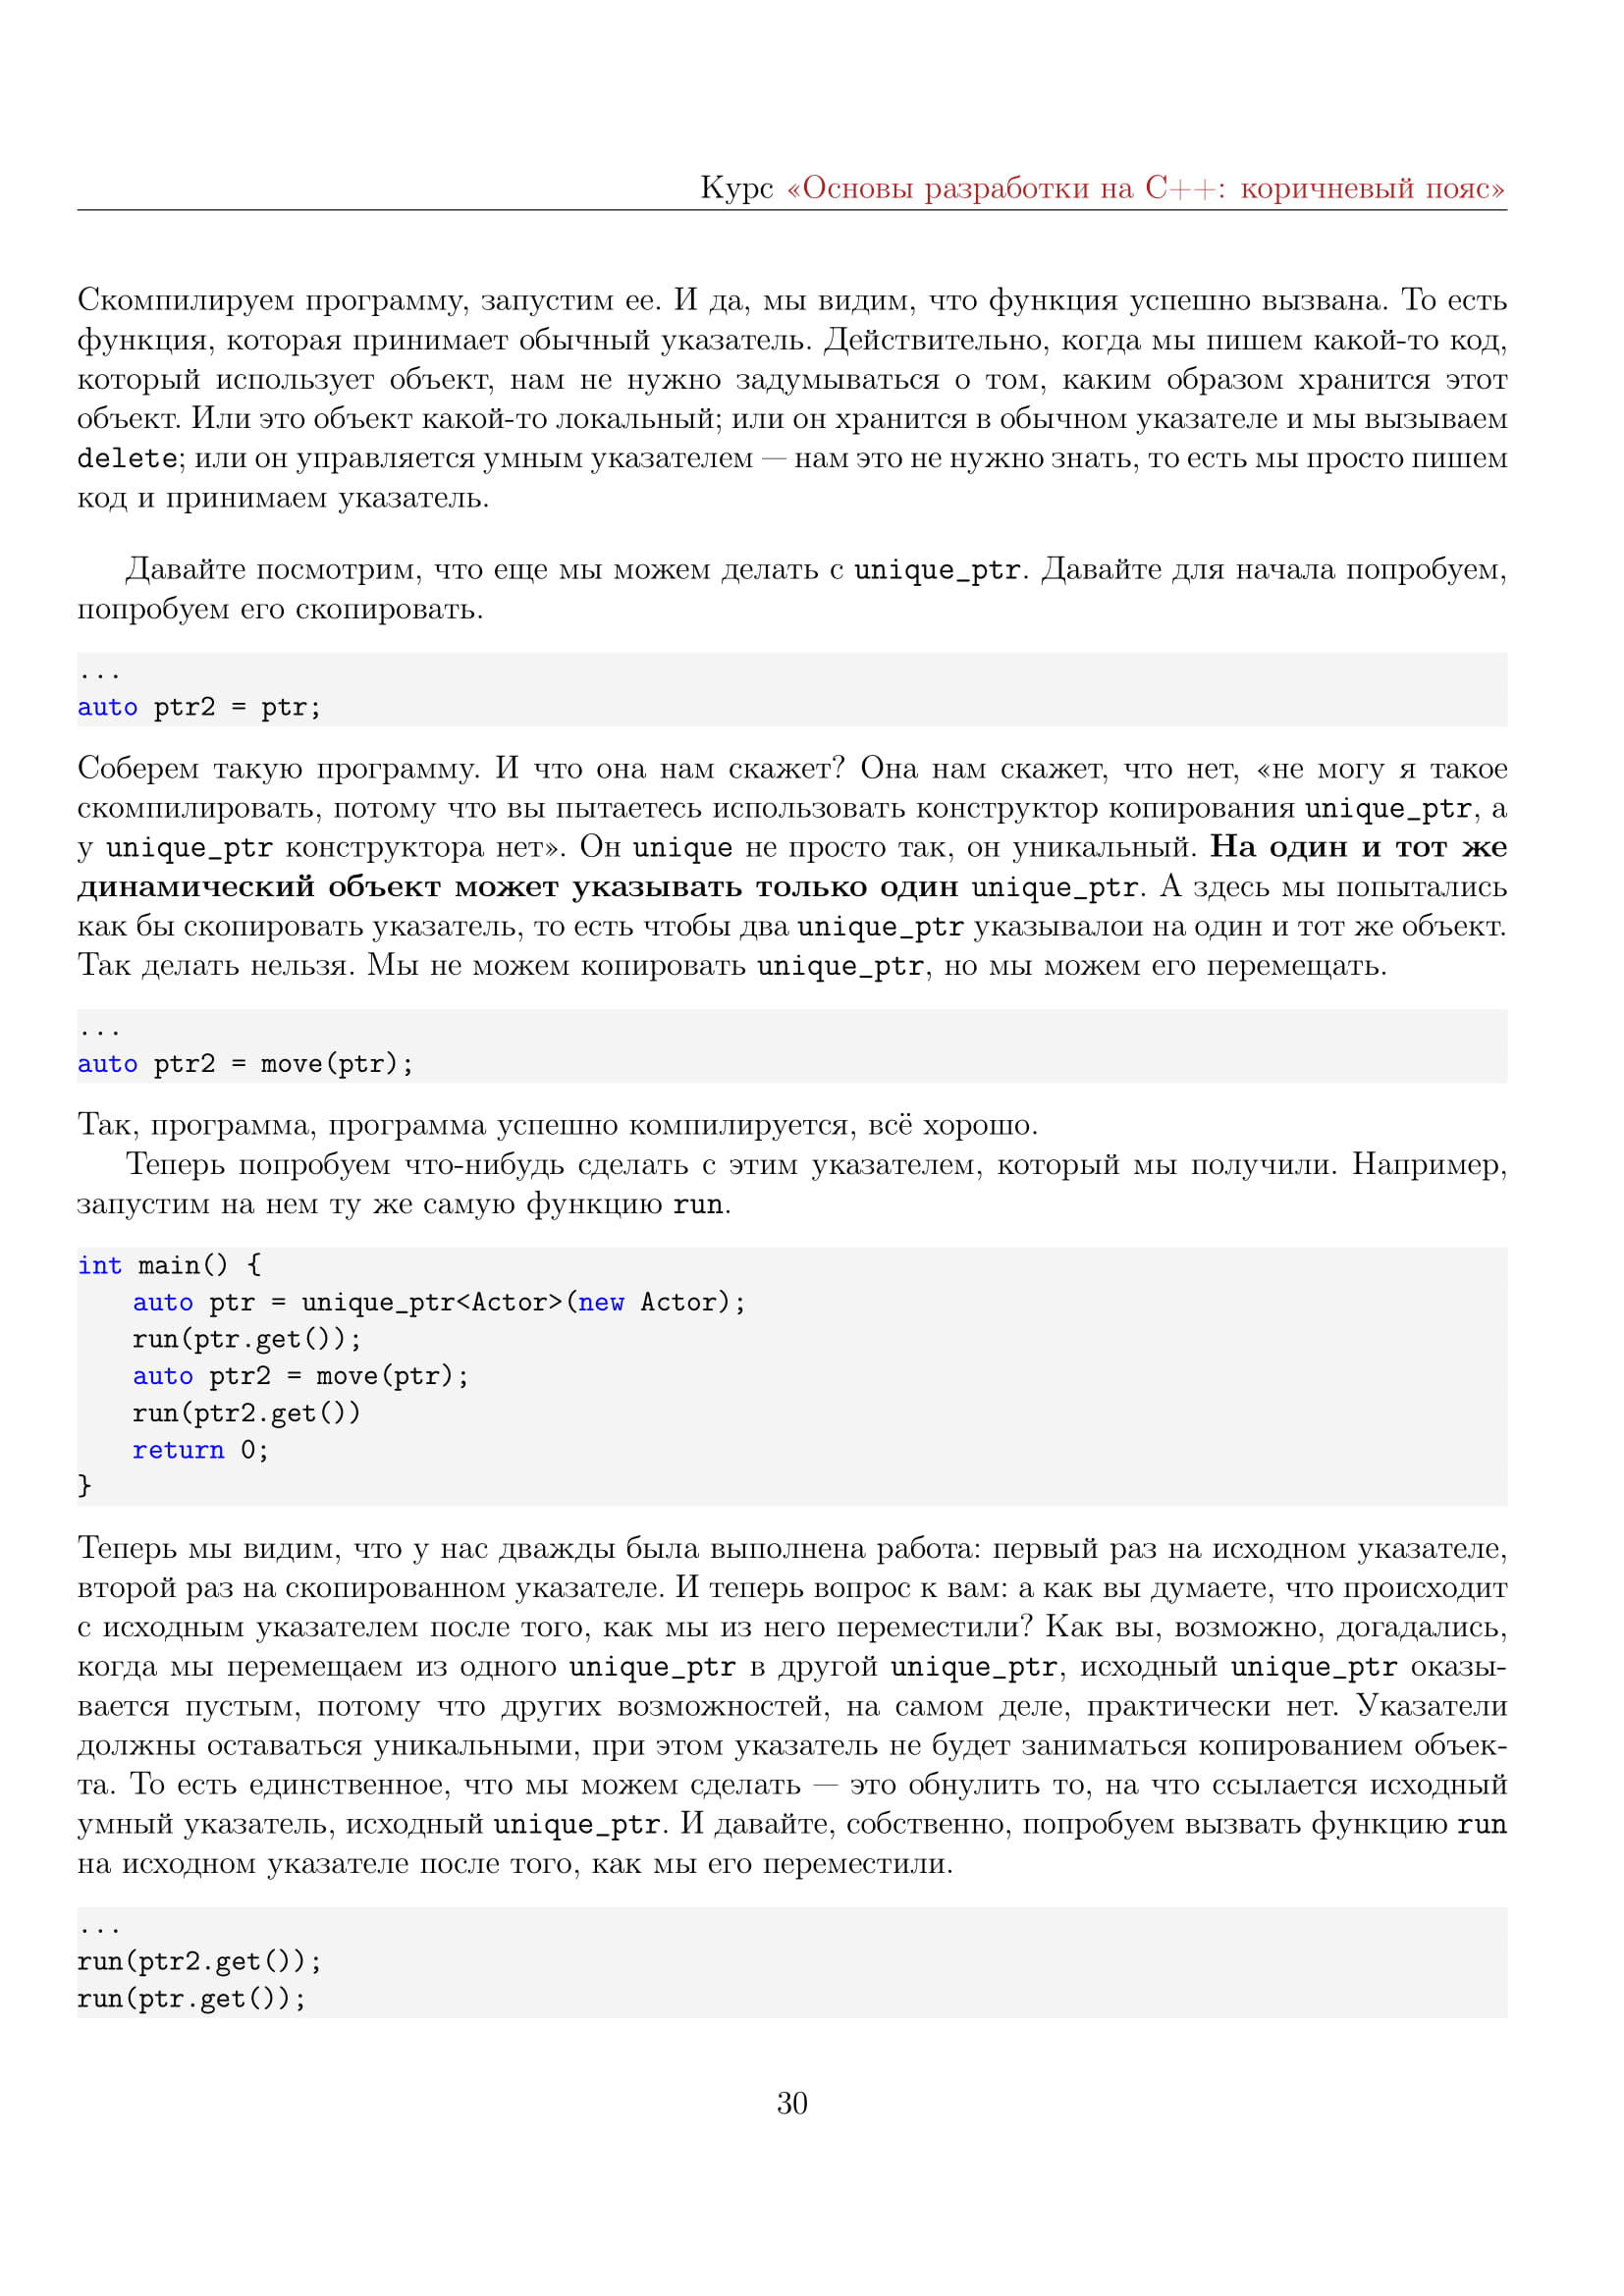 Курс «Основы разработки на C++: коричневый пояс»
Скомпилируем программу, запустим ее. И да, мы видим, что функция успешно вызвана. То есть
функция, которая принимает обычный указатель. Действительно, когда мы пишем какой-то код,
который использует объект, нам не нужно задумываться о том, каким образом хранится этот
объект. Или это объект какой-то локальный; или он хранится в обычном указателе и мы вызываем
delete; или он управляется умным указателем — нам это не нужно знать, то есть мы просто пишем
код и принимаем указатель.
Давайте посмотрим, что еще мы можем делать с unique_ptr. Давайте для начала попробуем,
попробуем его скопировать.
...
auto ptr2 = ptr;
Соберем такую программу. И что она нам скажет? Она нам скажет, что нет, «не могу я такое
скомпилировать, потому что вы пытаетесь использовать конструктор копирования unique_ptr, а
у unique_ptr конструктора нет». Он unique не просто так, он уникальный. На один и тот же
динамический объект может указывать только один unique_ptr. А здесь мы попытались
как бы скопировать указатель, то есть чтобы два unique_ptr указывалои на один и тот же объект.
Так делать нельзя. Мы не можем копировать unique_ptr, но мы можем его перемещать.
...
auto ptr2 = move(ptr);
Так, программа, программа успешно компилируется, всё хорошо.
Теперь попробуем что-нибудь сделать с этим указателем, который мы получили. Например,
запустим на нем ту же самую функцию run.
int main() {
auto ptr = unique_ptr<Actor>(new Actor);
run(ptr.get());
auto ptr2 = move(ptr);
run(ptr2.get())
return 0;
}
Теперь мы видим, что у нас дважды была выполнена работа: первый раз на исходном указателе,
второй раз на скопированном указателе. И теперь вопрос к вам: а как вы думаете, что происходит
с исходным указателем после того, как мы из него переместили? Как вы, возможно, догадались,
когда мы перемещаем из одного unique_ptr в другой unique_ptr, исходный unique_ptr оказы-
вается пустым, потому что других возможностей, на самом деле, практически нет. Указатели
должны оставаться уникальными, при этом указатель не будет заниматься копированием объек-
та. То есть единственное, что мы можем сделать — это обнулить то, на что ссылается исходный
умный указатель, исходный unique_ptr. И давайте, собственно, попробуем вызвать функцию run
на исходном указателе после того, как мы его переместили.
...
run(ptr2.get());
run(ptr.get());
30